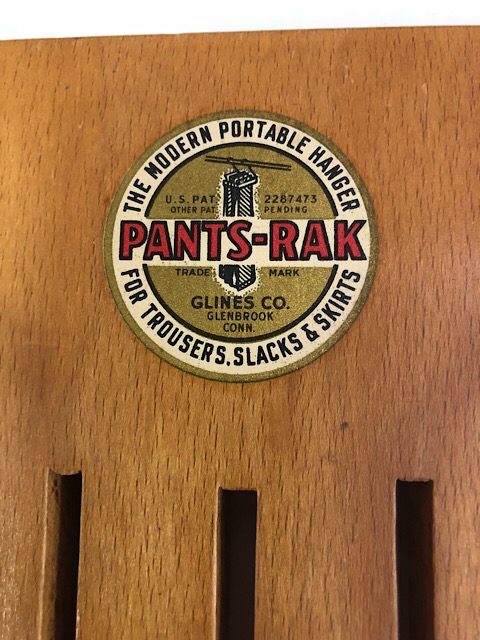 THE MODERN PORTABLE HANGER
U.S. PAT. 2287473
OTHER PAT. PENDING
PANTS-RAK
TRADE MARK
GLINES CO.
GLENBROOK
CONN.
FOR TROUSERS, SLACKS & SKIRTS